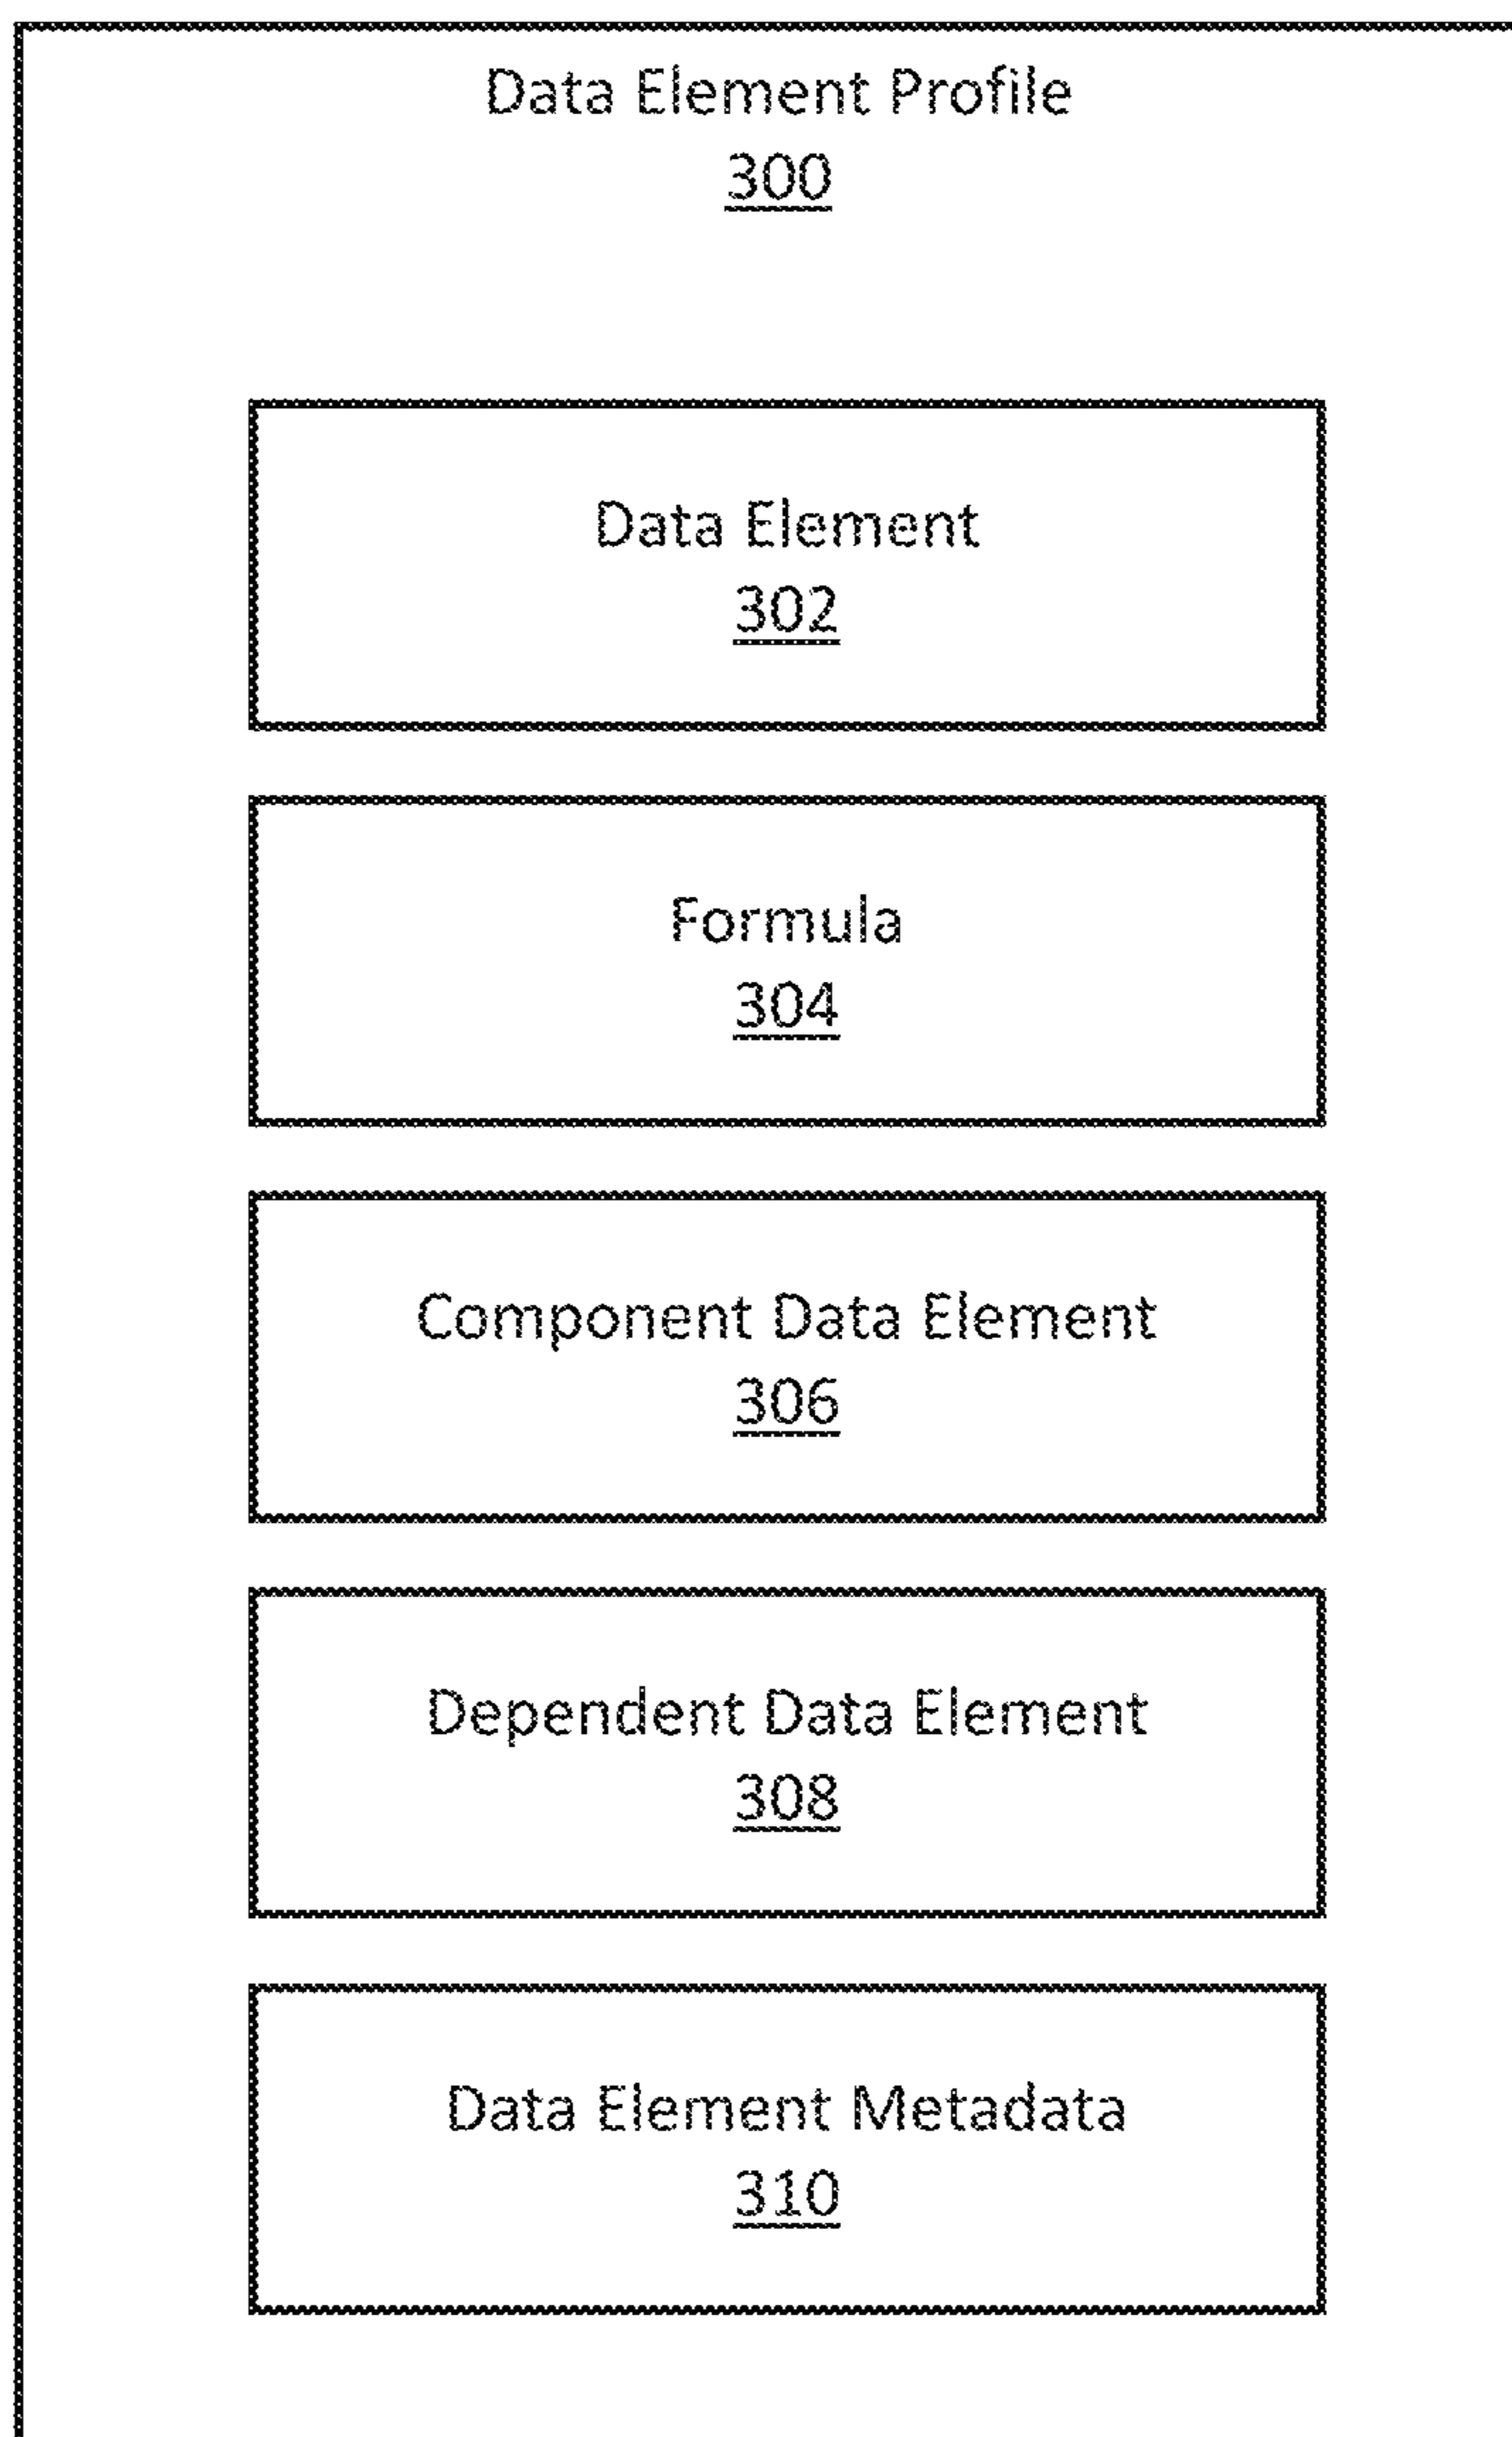 Data Element Profile
300
Data Element
302
Formula
304
Component Data Element
306
Dependent Data Element
308
Data Element Metadata
310